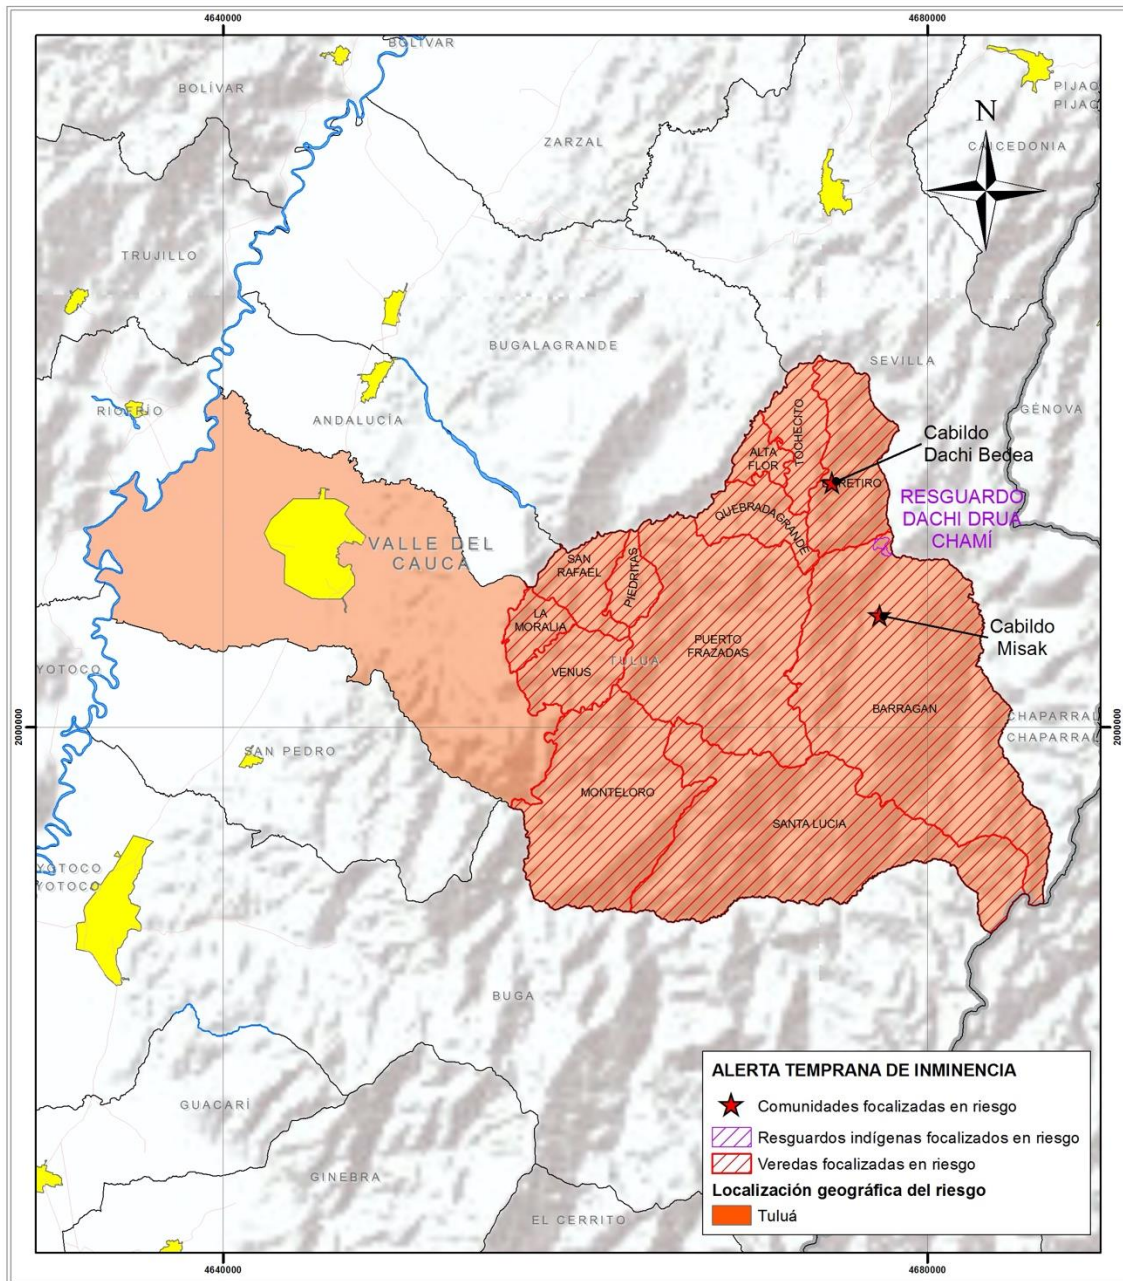 4640000
4680000
BOLÍVAR
BOLÍVAR
PIJAO
PIJAO
ZARZAL
N
CAICEDONIA
TRUJILLO
BUGALAGRANDE
SEVILLA
RIOFRÍO
ANDALUCÍA
GÉNOVA
TOCHECITO
ALTA
FLOR
Cabildo
Dachi Bedea
RETIRO
RESGUARDO
DACHI DRUA
CHAMÍ
QUEBRADAGRANDE
VALLE DEL
CAUCA
SAN
RAFAEL
PIEDRITAS
LA
MORALIA
Cabildo
Misak
PUERTO
FRAZADAS
TULUÁ
VENUS
YOTOCO
BARRAGAN
CHAPARRAL
CHAPARRAL
2000000
2000000
SAN PEDRO
MONTELORO
SANTA LUCIA
YOTOCO
YOTOCO
BUGA
GUACARÍ
GINEBRA
EL CERRITO
ALERTA TEMPRANA DE INMINENCIA
Comunidades focalizadas en riesgo
Resguardos indígenas focalizados en riesgo
Veredas focalizadas en riesgo
Localización geográfica del riesgo
Tuluá
4640000
4680000